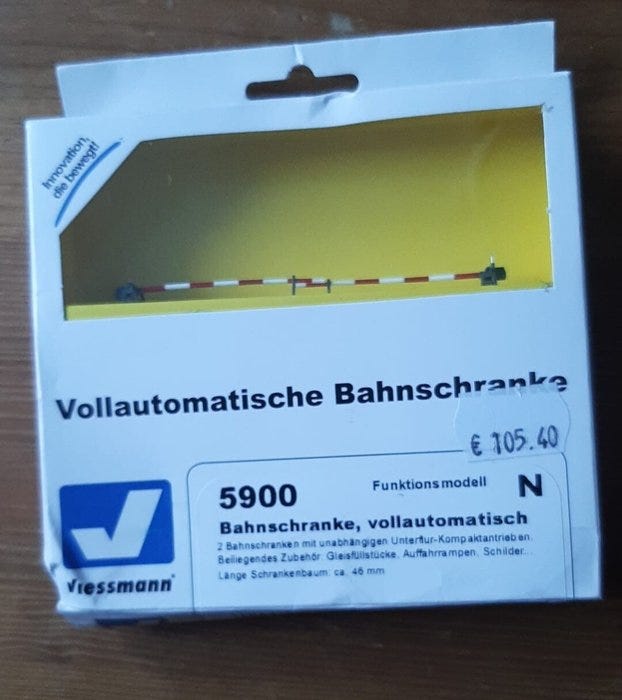 Innovation,
die bewegt!
Vollautomatische Bahnschranke
€ 105.40
5900 Funktionsmodell N
Bahnschranke, vollautomatisch
2 Bahnschranken mit unabhängigen Unterflur-Kompaktantrieben.
Beiliegendes Zubehör: Gleisfüllstücke, Auffahrrampen, Schilder...
Länge Schrankenbaum: ca. 46 mm
Viessmann